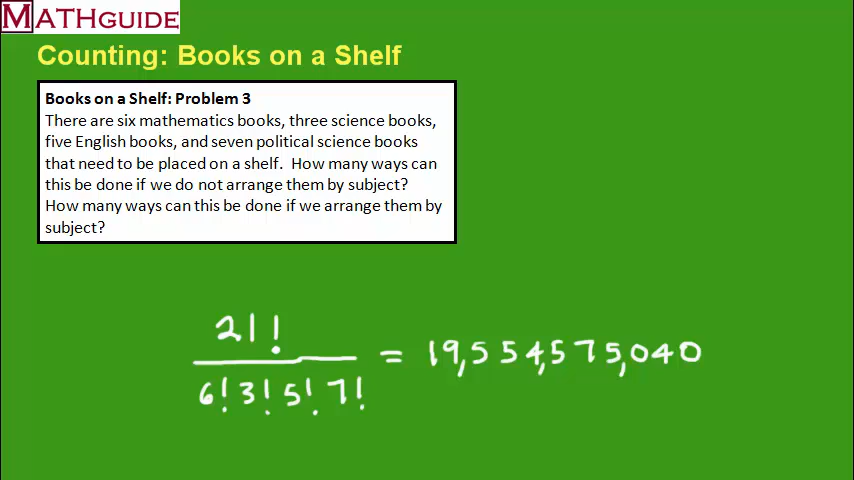 MATHGUIDE
Counting: Books on a Shelf
Books on a Shelf: Problem 3
There are six mathematics books, three science books,
five English books, and seven political science books
that need to be placed on a shelf. How many ways can
this be done if we do not arrange them by subject?
How many ways can this be done if we arrange them by
subject?
21!
= 19,554,575,040
6! 3! 5! 7!